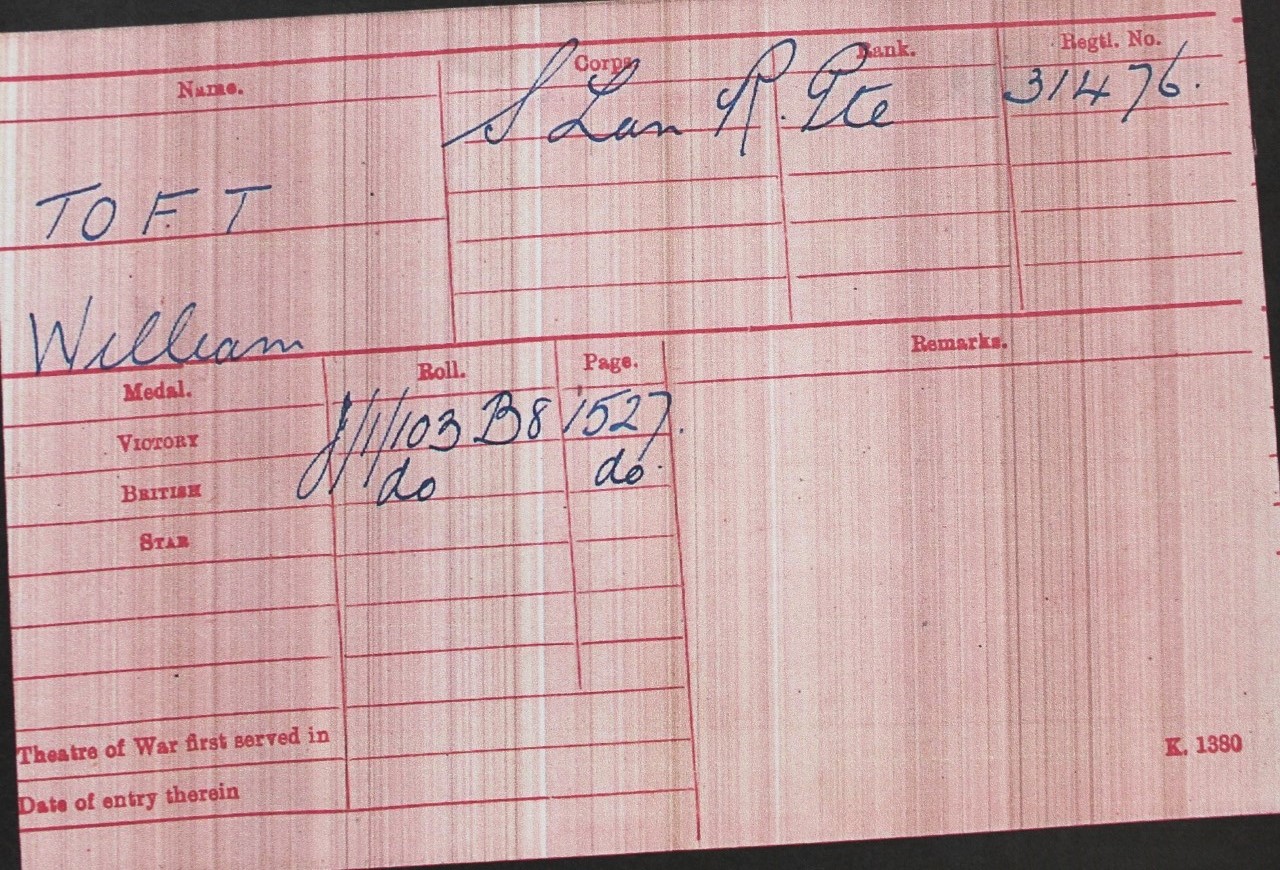 Name. Corps. Rank. Regtl. No.
S Lan R. Pte 31476.
TOFT
William
Medal. Roll. Page. Remarks.
VICTORY J/1/103 B8 1527.
BRITISH do do.
STAR
Theatre of War first served in
Date of entry therein
K. 1380